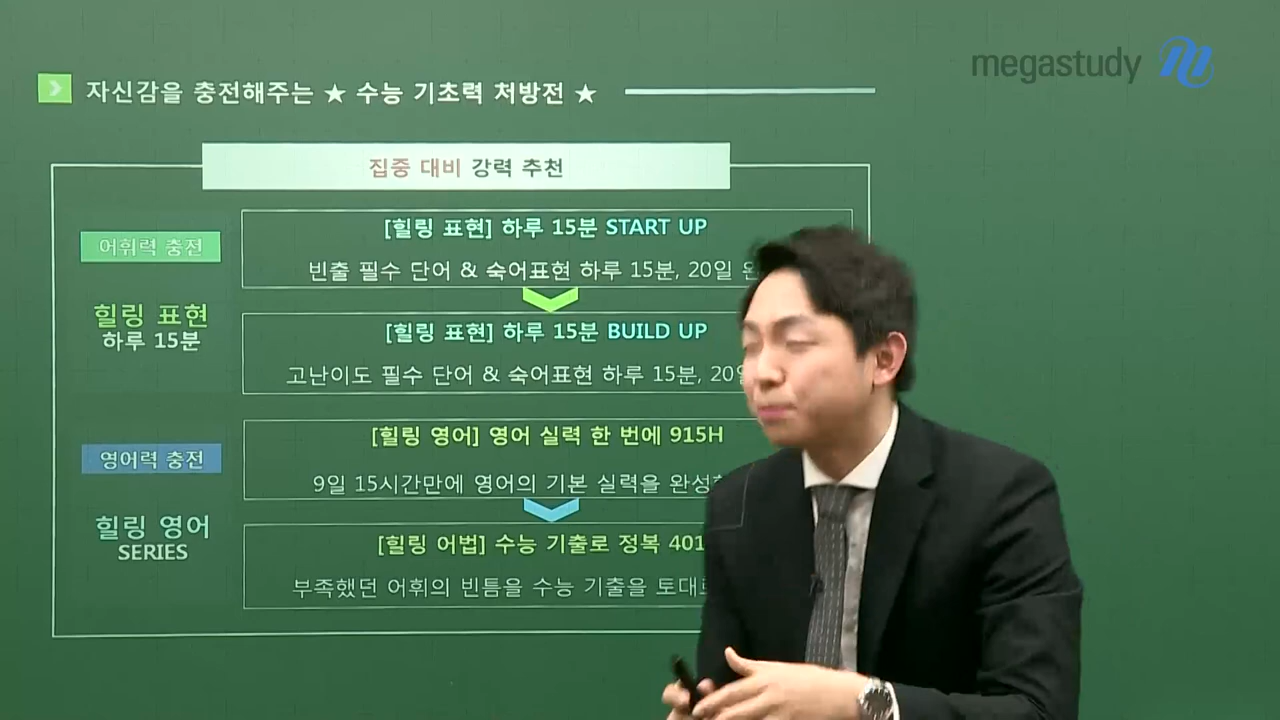 megastudy
자신감을 충전해주는 ★ 수능 기초력 처방전 ★
집중 대비 강력 추천
어휘력 충전
힐링 표현
하루 15분
[힐링 표현] 하루 15분 START UP
빈출 필수 단어 & 숙어표현 하루 15분, 20일
[힐링 표현] 하루 15분 BUILD UP
고난이도 필수 단어 & 숙어표현 하루 15분,
영어력 충전
힐링 영어
SERIES
[힐링 영어] 영어 실력 한 번에 915H
9일 15시간만에 영어의 기본 실력을
[힐링 어법] 수능 기출로 정복 401
부족했던 어휘의 빈틈을 수능 기출을